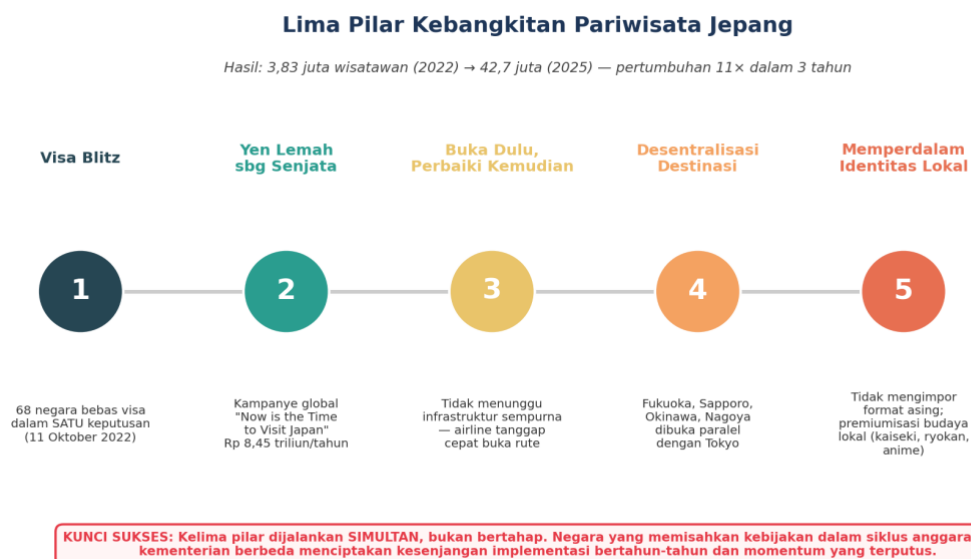 Lima Pilar Kebangkitan Pariwisata Jepang
Hasil: 3,83 juta wisatawan (2022) → 42,7 juta (2025) — pertumbuhan 11× dalam 3 tahun
Visa Blitz
Yen Lemah
sbg Senjata
Buka Dulu,
Perbaiki Kemudian
Desentralisasi
Destinasi
Memperdalam
Identitas Lokal
1
2
3
4
5
68 negara bebas visa
dalam SATU keputusan
(11 Oktober 2022)
Kampanye global
"Now is the Time
to Visit Japan"
Rp 8,45 triliun/tahun
Tidak menunggu
infrastruktur sempurna
— airline tanggap
cepat buka rute
Fukuoka, Sapporo,
Okinawa, Nagoya
dibuka paralel
dengan Tokyo
Tidak mengimpor
format asing;
premiumisasi budaya
lokal (kaiseki, ryokan,
anime)
KUNCI SUKSES: Kelima pilar dijalankan SIMULTAN, bukan bertahap. Negara yang memisahkan kebijakan dalam siklus anggara
kementerian berbeda menciptakan kesenjangan implementasi bertahun-tahun dan momentum yang terputus.